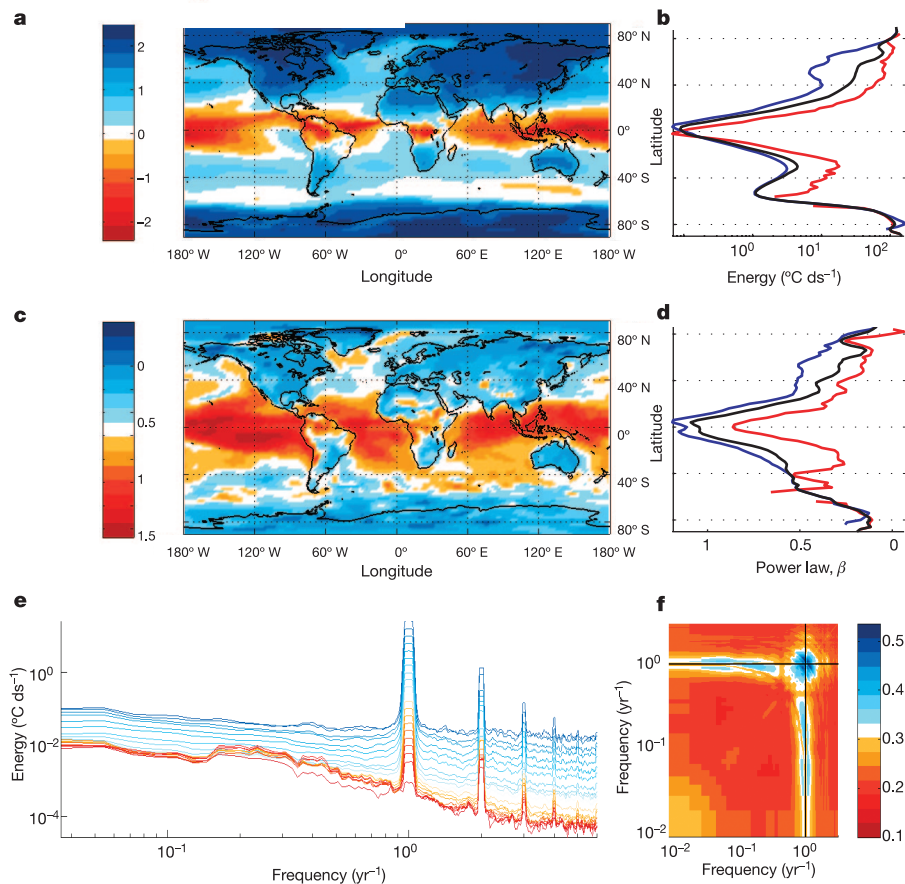 a
2
1
0
−1
−2
80° N
40° N
0°
40° S
80° S
180° W 120° W 60° W 0° 60° E 120° E 180° W
Longitude
b
Latitude
10⁰ 10¹ 10²
Energy (°C ds⁻¹)
c
0
0.5
1
1.5
80° N
40° N
0°
40° S
80° S
180° W 120° W 60° W 0° 60° E 120° E 180° W
Longitude
d
Latitude
1 0.5 0
Power law, β
e
Energy (°C ds⁻¹)
10⁰
10⁻²
10⁻⁴
10⁻¹ 10⁰
Frequency (yr⁻¹)
f
Frequency (yr⁻¹)
10⁰
10⁻¹
10⁻²
10⁻² 10⁻¹ 10⁰
Frequency (yr⁻¹)
0.5
0.4
0.3
0.2
0.1